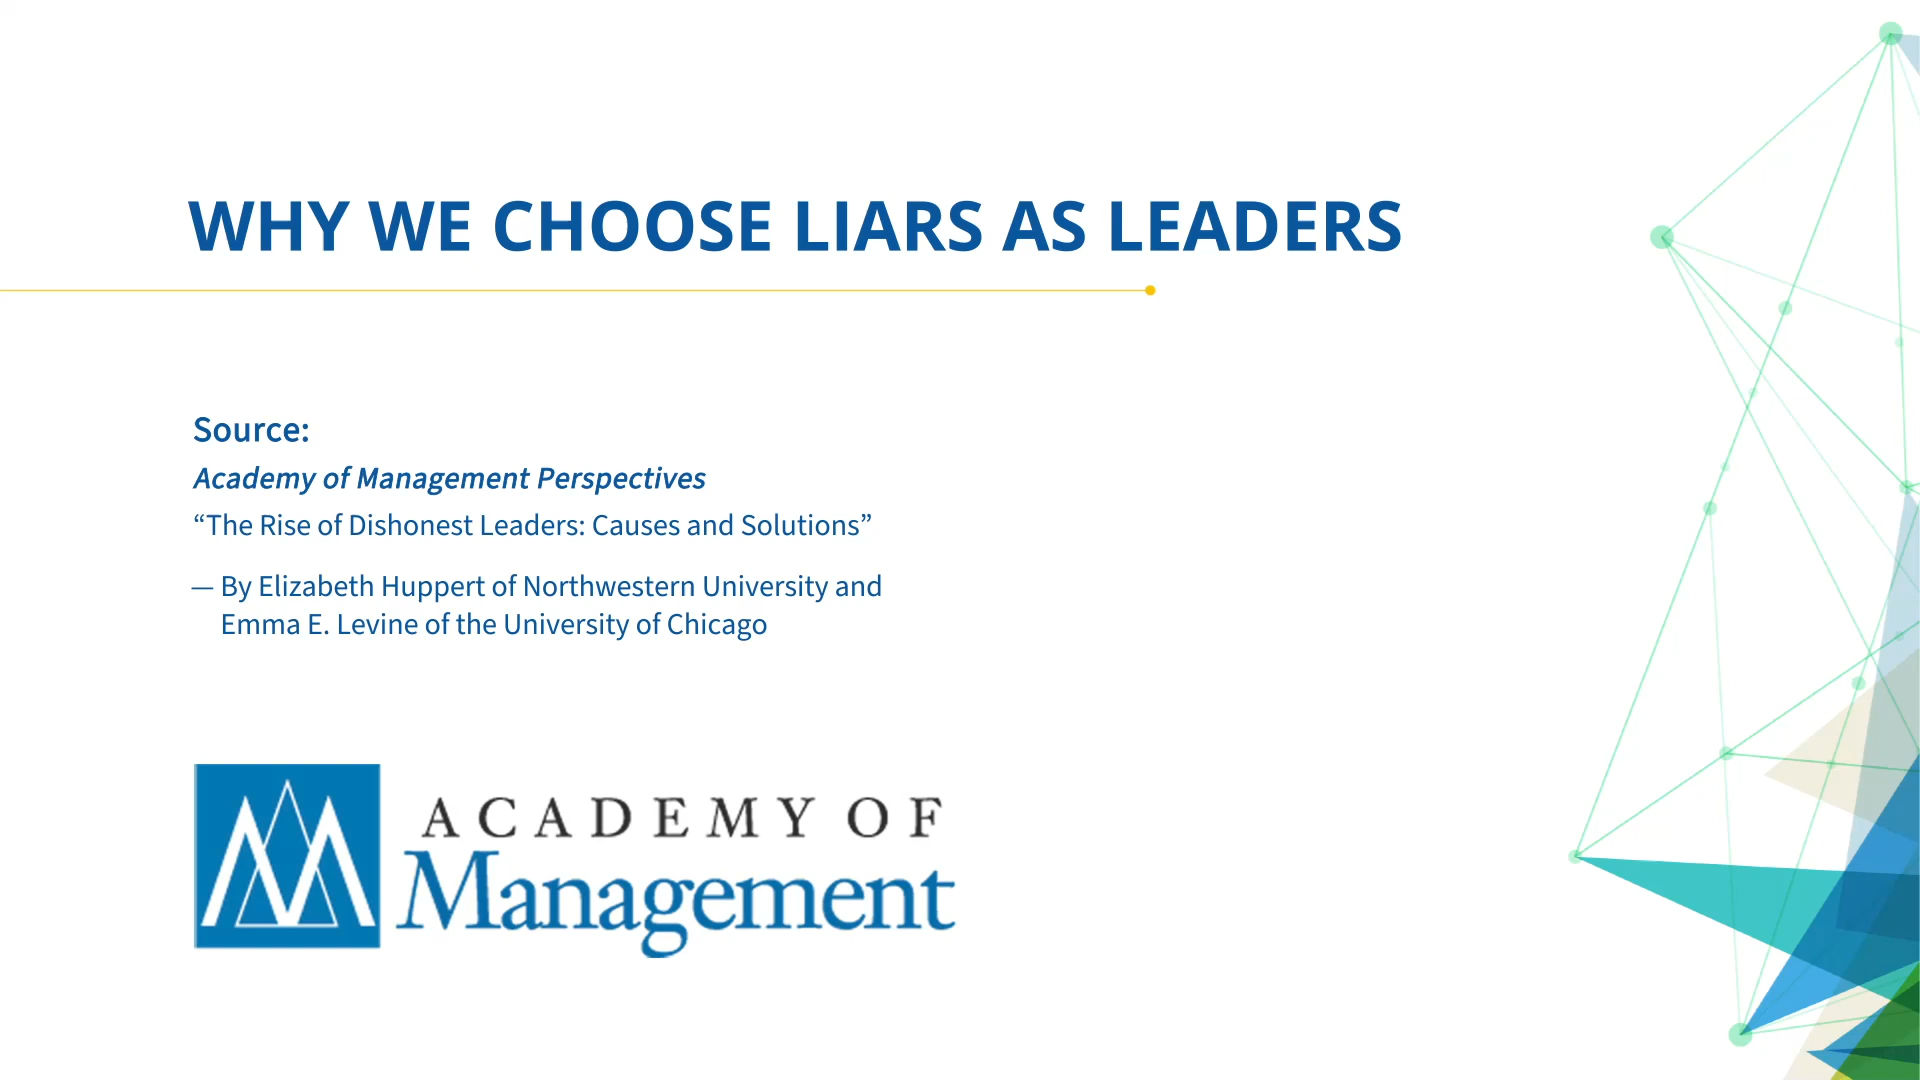 WHY WE CHOOSE LIARS AS LEADERS
Source:
Academy of Management Perspectives
“The Rise of Dishonest Leaders: Causes and Solutions”
— By Elizabeth Huppert of Northwestern University and
Emma E. Levine of the University of Chicago
ACADEMY OF
Management